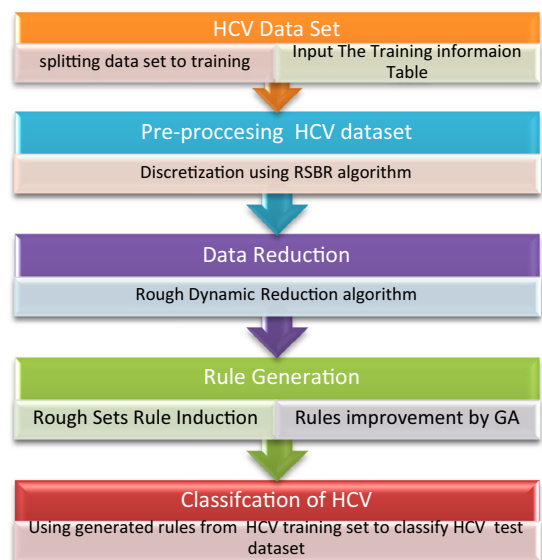 HCV Data Set
splitting data set to training
Input The Training informaion
Table
Pre-proccesing HCV dataset
Discretization using RSBR algorithm
Data Reduction
Rough Dynamic Reduction algorithm
Rule Generation
Rough Sets Rule Induction
Rules improvement by GA
Classifcation of HCV
Using generated rules from HCV training set to classify HCV test
dataset